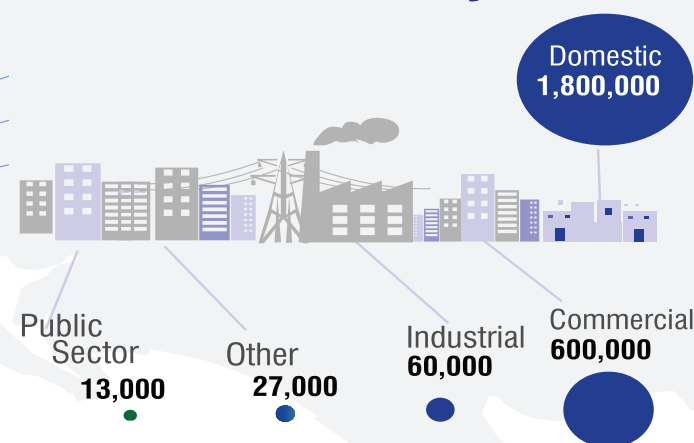 Domestic
1,800,000
Public
Sector
13,000
Other
27,000
Industrial
60,000
Commercial
600,000